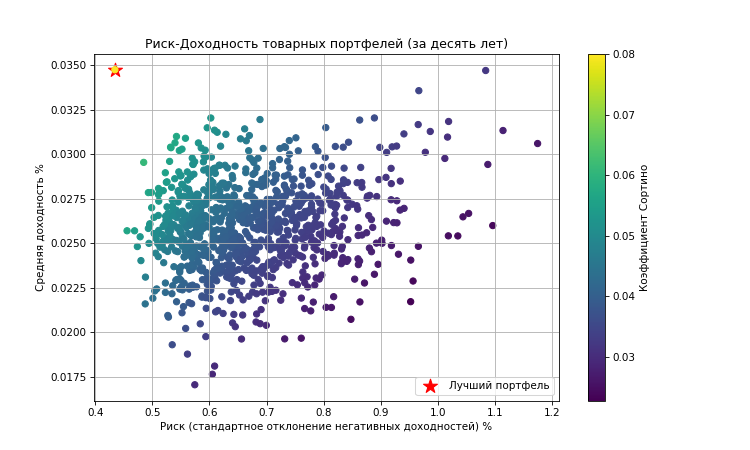 Риск-Доходность товарных портфелей (за десять лет)
Средняя доходность %
0.0350
0.0325
0.0300
0.0275
0.0250
0.0225
0.0200
0.0175
0.4 0.5 0.6 0.7 0.8 0.9 1.0 1.1 1.2
Риск (стандартное отклонение негативных доходностей) %
Лучший портфель
0.08
0.07
0.06
0.05
0.04
0.03
Коэффициент Сортино